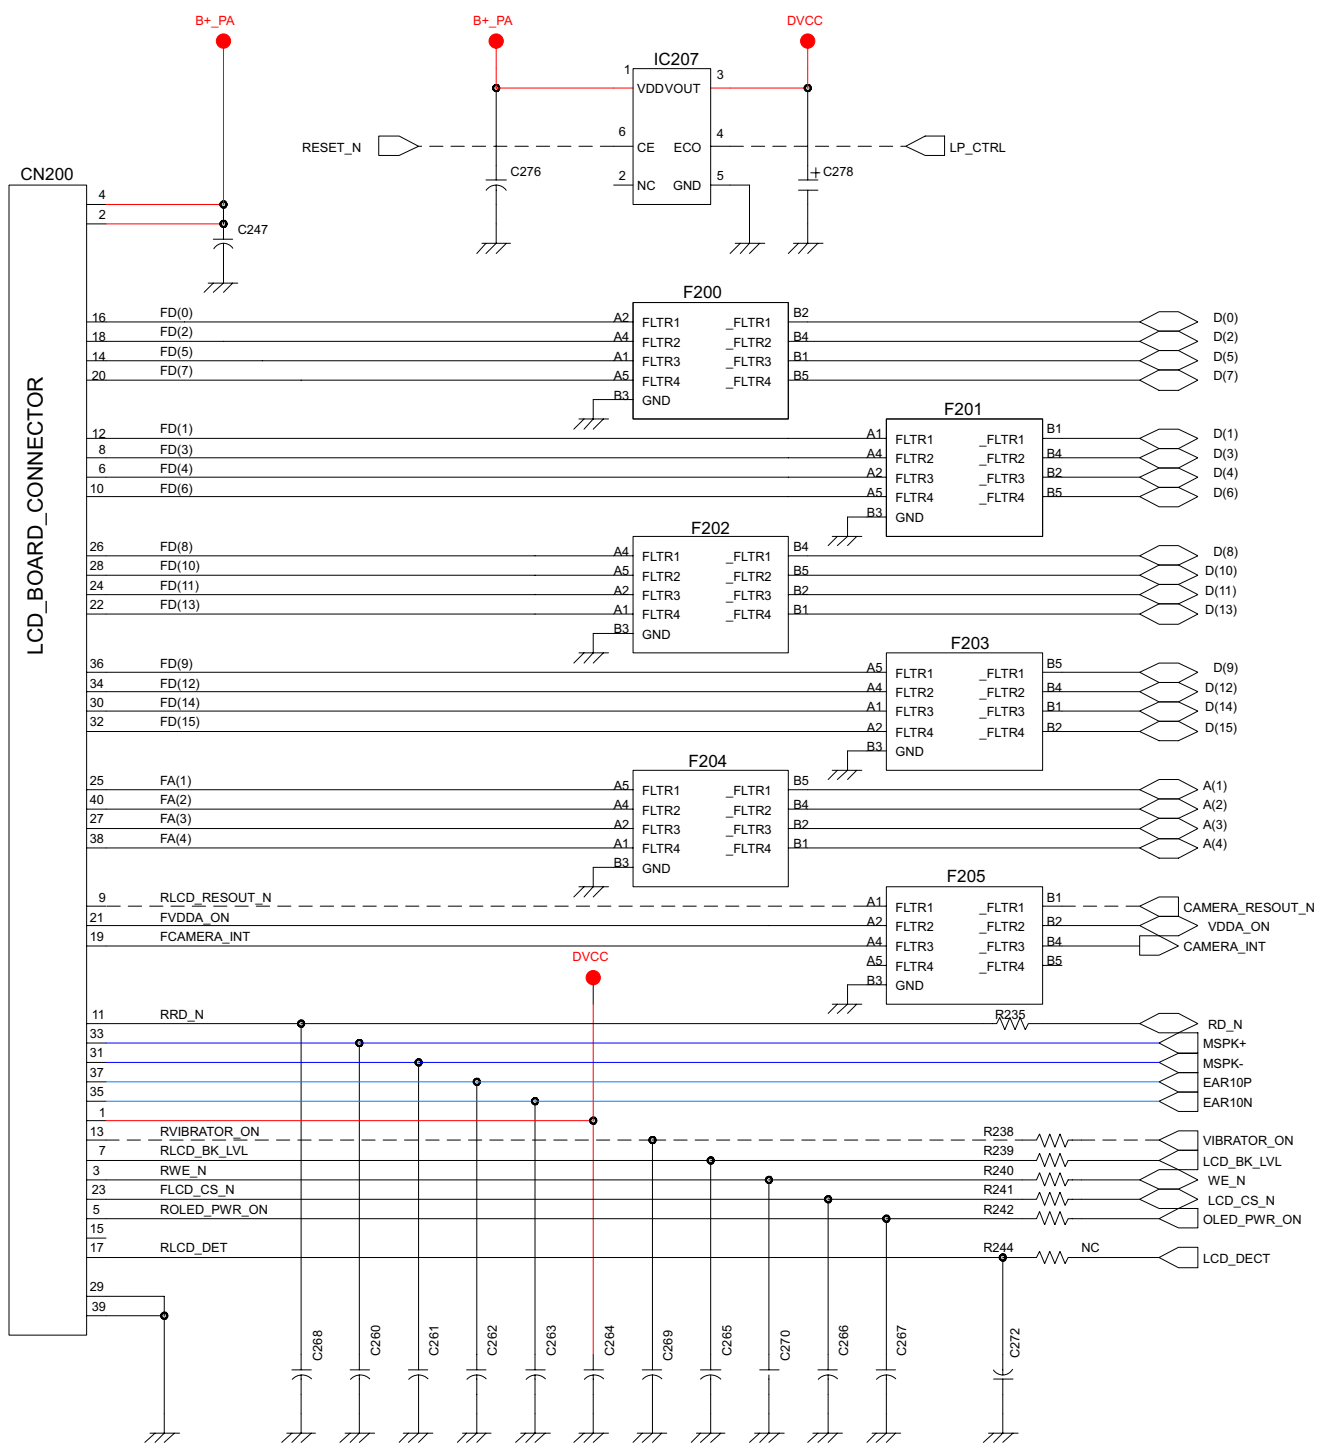 B+_PA
B+_PA
DVCC
IC207
1 VDD VOUT 3
RESET_N 6 CE ECO 4 LP_CTRL
C276 2 NC GND 5 + C278
CN200
LCD_BOARD_CONNECTOR
4
2
C247
F200
16 FD(0) A2 FLTR1 _FLTR1 B2 D(0)
18 FD(2) A4 FLTR2 _FLTR2 B4 D(2)
14 FD(5) A1 FLTR3 _FLTR3 B1 D(5)
20 FD(7) A5 FLTR4 _FLTR4 B5 D(7)
B3 GND
F201
12 FD(1) A1 FLTR1 _FLTR1 B1 D(1)
8 FD(3) A4 FLTR2 _FLTR2 B4 D(3)
6 FD(4) A2 FLTR3 _FLTR3 B2 D(4)
10 FD(6) A5 FLTR4 _FLTR4 B5 D(6)
B3 GND
F202
26 FD(8) A4 FLTR1 _FLTR1 B4 D(8)
28 FD(10) A5 FLTR2 _FLTR2 B5 D(10)
24 FD(11) A2 FLTR3 _FLTR3 B2 D(11)
22 FD(13) A1 FLTR4 _FLTR4 B1 D(13)
B3 GND
F203
36 FD(9) A5 FLTR1 _FLTR1 B5 D(9)
34 FD(12) A4 FLTR2 _FLTR2 B4 D(12)
30 FD(14) A1 FLTR3 _FLTR3 B1 D(14)
32 FD(15) A2 FLTR4 _FLTR4 B2 D(15)
B3 GND
F204
25 FA(1) A5 FLTR1 _FLTR1 B5 A(1)
40 FA(2) A4 FLTR2 _FLTR2 B4 A(2)
27 FA(3) A2 FLTR3 _FLTR3 B2 A(3)
38 FA(4) A1 FLTR4 _FLTR4 B1 A(4)
B3 GND
F205
9 RLCD_RESOUT_N A1 FLTR1 _FLTR1 B1 CAMERA_RESOUT_N
21 FVDDA_ON A2 FLTR2 _FLTR2 B2 VDDA_ON
19 FCAMERA_INT A4 FLTR3 _FLTR3 B4 CAMERA_INT
A5 FLTR4 _FLTR4 B5
B3 GND
DVCC
11 RRD_N R235 RD_N
33 MSPK+
31 MSPK-
37 EAR10P
35 EAR10N
1
13 RVIBRATOR_ON R238 VIBRATOR_ON
7 RLCD_BK_LVL R239 LCD_BK_LVL
3 RWE_N R240 WE_N
23 FLCD_CS_N R241 LCD_CS_N
5 ROLED_PWR_ON R242 OLED_PWR_ON
15
17 RLCD_DET R244 NC LCD_DECT
29
39
C268 C260 C261 C262 C263 C264 C269 C265 C270 C266 C267 C272